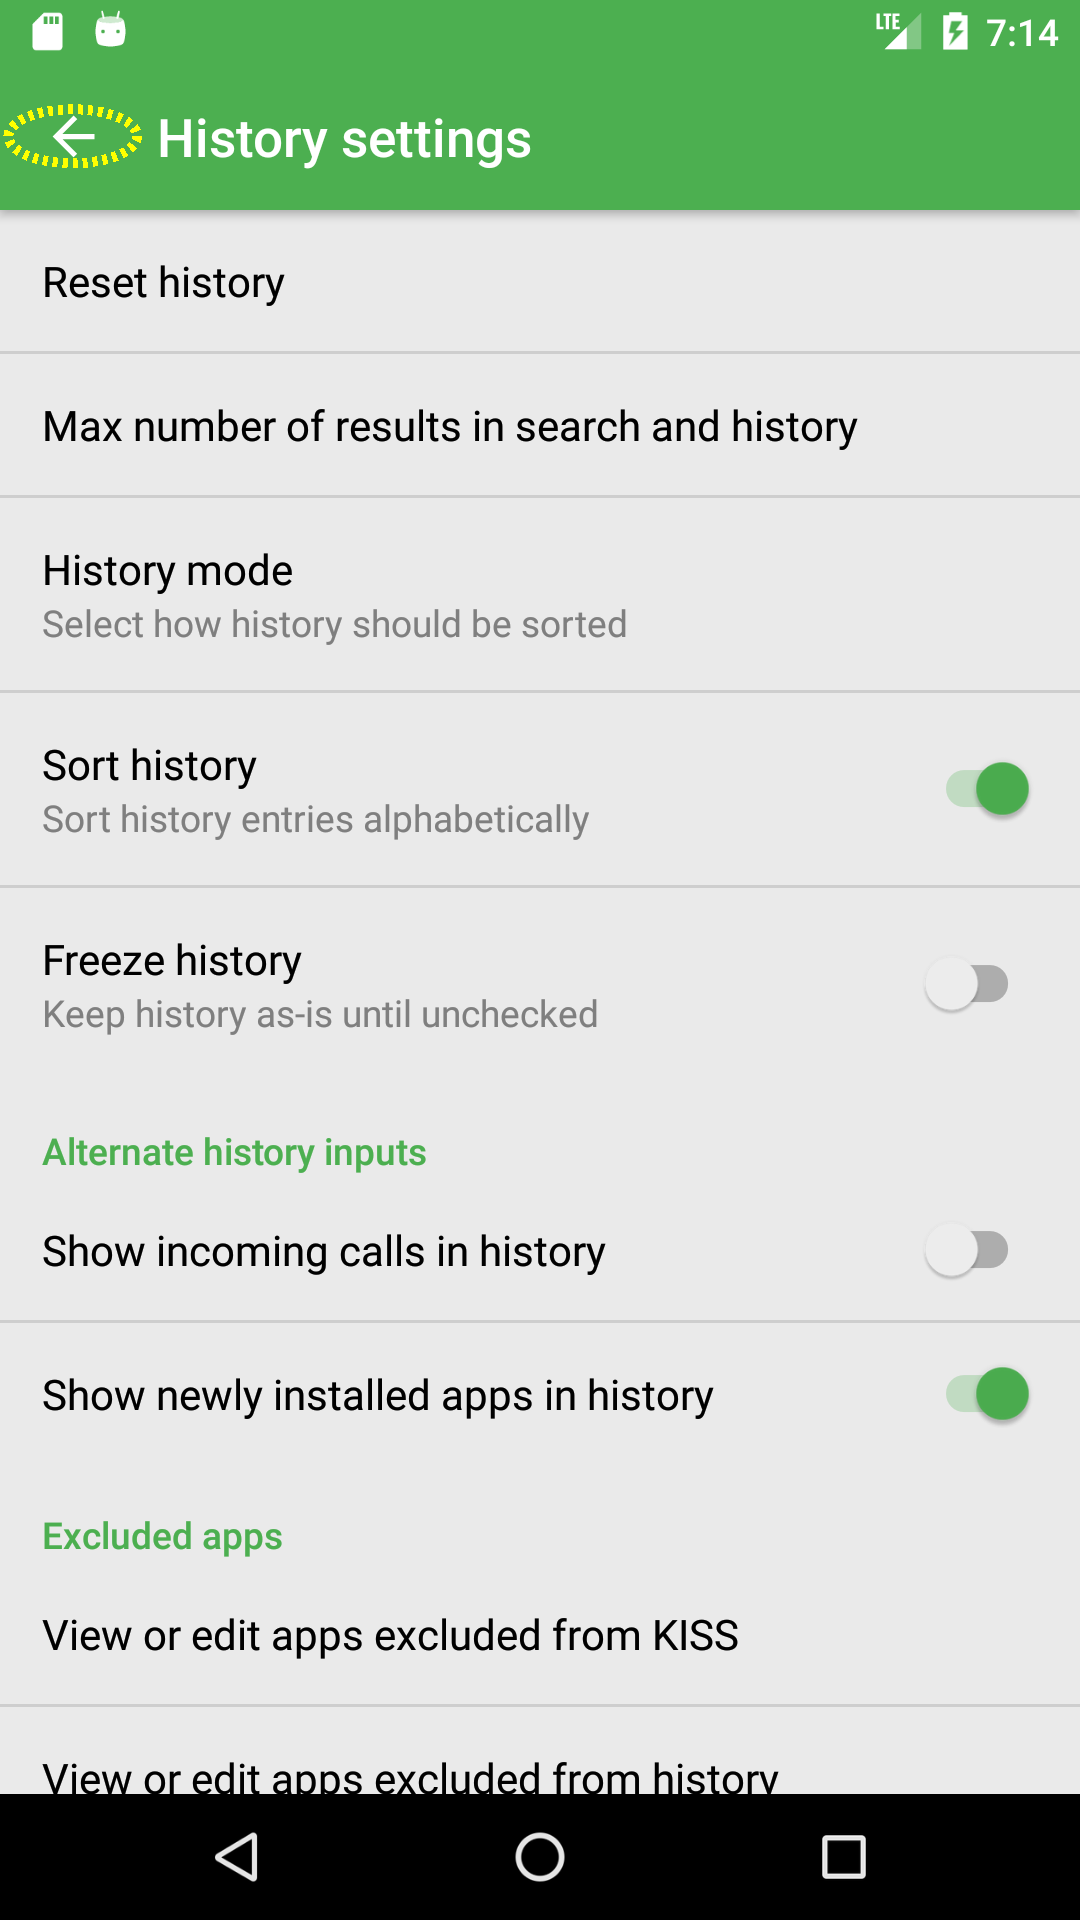 LTE 7:14
History settings
Reset history
Max number of results in search and history
History mode
Select how history should be sorted
Sort history
Sort history entries alphabetically
Freeze history
Keep history as-is until unchecked
Alternate history inputs
Show incoming calls in history
Show newly installed apps in history
Excluded apps
View or edit apps excluded from KISS
View or edit apps excluded from history